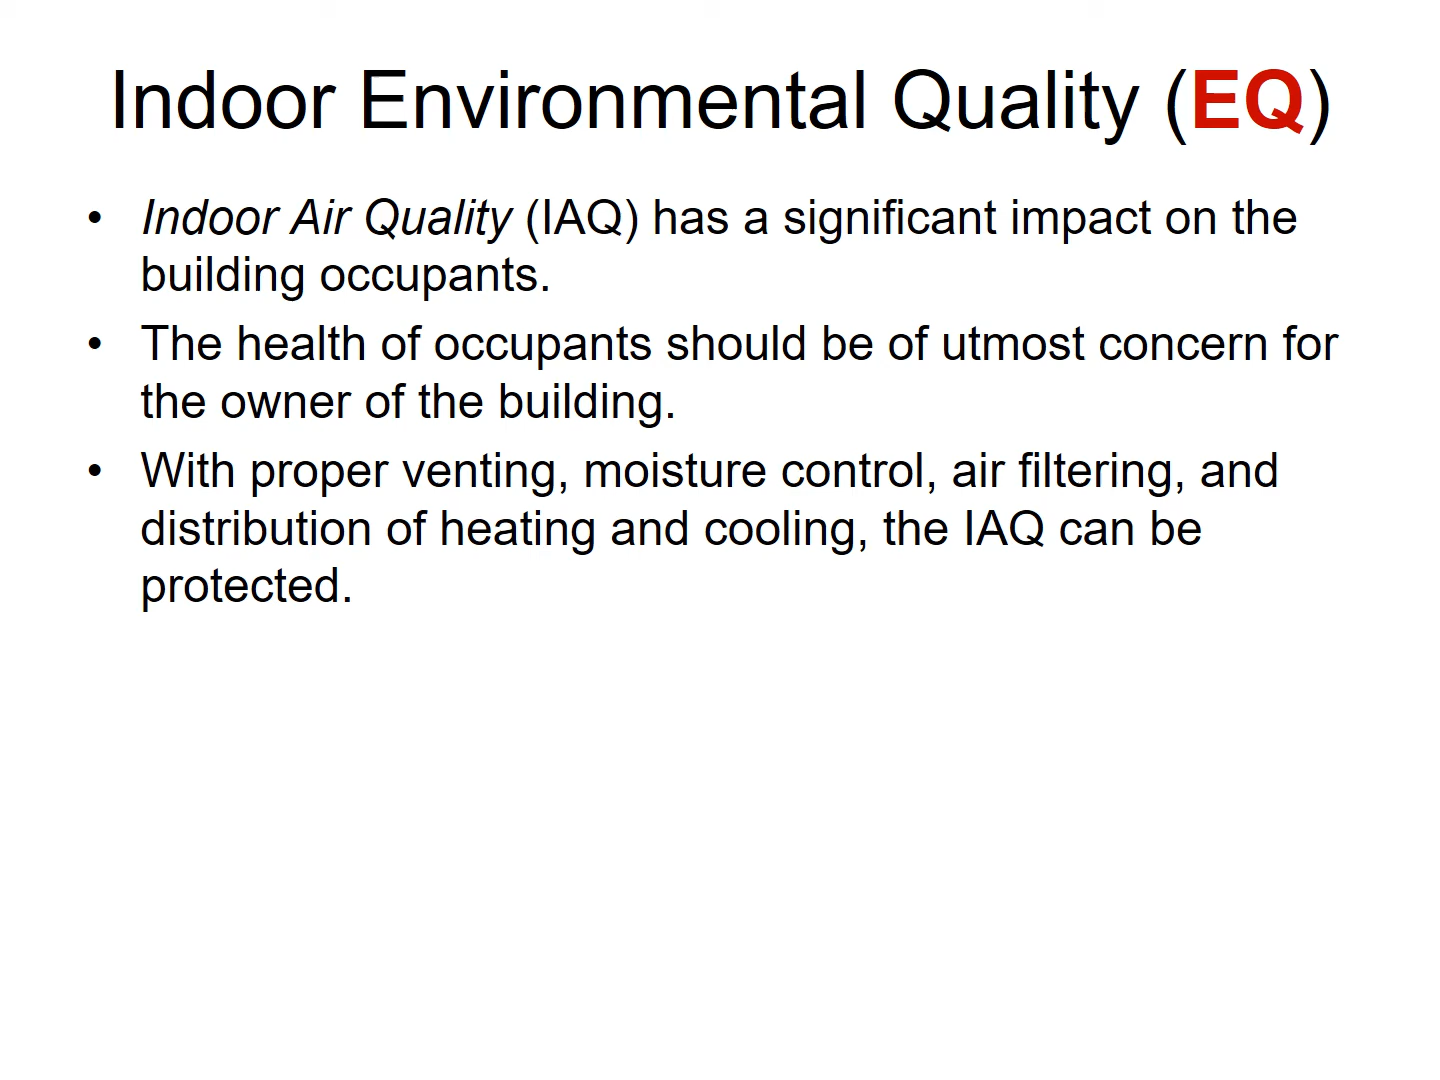 Indoor Environmental Quality (EQ)
• Indoor Air Quality (IAQ) has a significant impact on the
building occupants.
• The health of occupants should be of utmost concern for
the owner of the building.
• With proper venting, moisture control, air filtering, and
distribution of heating and cooling, the IAQ can be
protected.